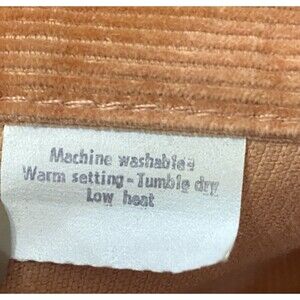 Machine washable
Warm setting - Tumble dry
Low heat